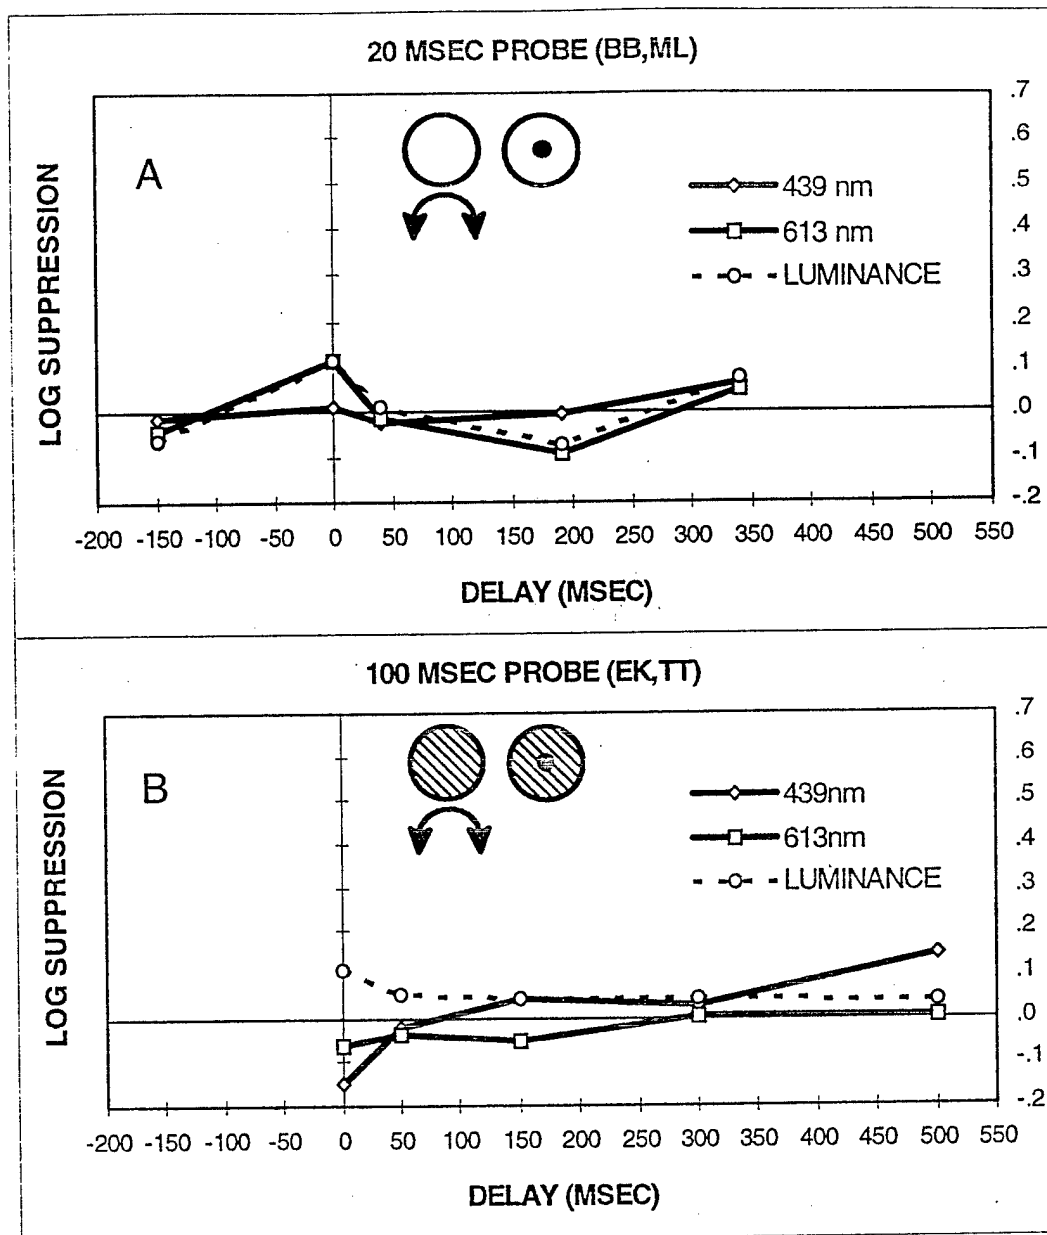 20 MSEC PROBE (BB,ML)
A
LOG SUPPRESSION
439 nm
613 nm
LUMINANCE
.7
.6
.5
.4
.3
.2
.1
.0
-.1
-.2
-200 -150 -100 -50 0 50 100 150 200 250 300 350 400 450 500 550
DELAY (MSEC)
100 MSEC PROBE (EK,TT)
B
LOG SUPPRESSION
439nm
613nm
LUMINANCE
.7
.6
.5
.4
.3
.2
.1
.0
-.1
-.2
-200 -150 -100 -50 0 50 100 150 200 250 300 350 400 450 500 550
DELAY (MSEC)